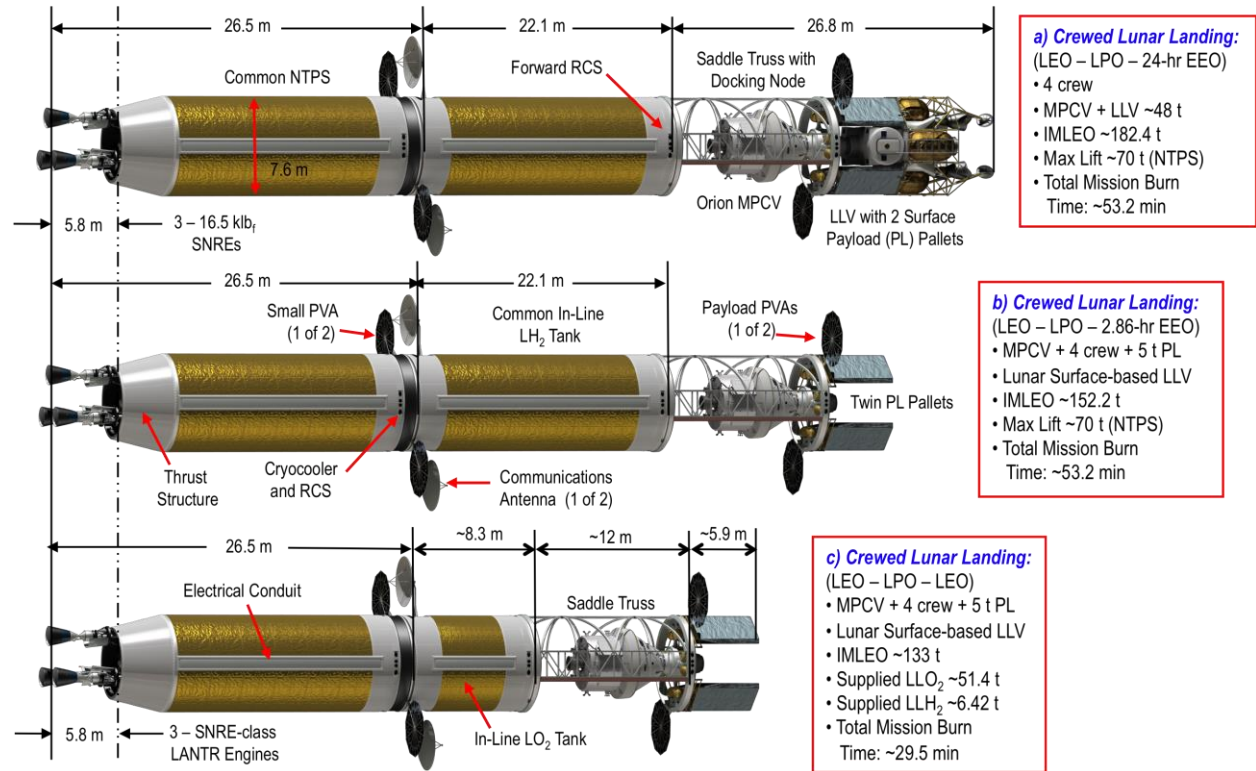 26.5 m
22.1 m
26.8 m
Common NTPS
Forward RCS
Saddle Truss with
Docking Node
7.6 m
5.8 m
3 – 16.5 klbf
SNREs
Orion MPCV
LLV with 2 Surface
Payload (PL) Pallets
a) Crewed Lunar Landing:
(LEO – LPO – 24-hr EEO)
• 4 crew
• MPCV + LLV ~48 t
• IMLEO ~182.4 t
• Max Lift ~70 t (NTPS)
• Total Mission Burn
Time: ~53.2 min
26.5 m
22.1 m
Small PVA
(1 of 2)
Common In-Line
LH2 Tank
Payload PVAs
(1 of 2)
Twin PL Pallets
Thrust
Structure
Cryocooler
and RCS
Communications
Antenna (1 of 2)
b) Crewed Lunar Landing:
(LEO – LPO – 2.86-hr EEO)
• MPCV + 4 crew + 5 t PL
• Lunar Surface-based LLV
• IMLEO ~152.2 t
• Max Lift ~70 t (NTPS)
• Total Mission Burn
Time: ~53.2 min
26.5 m
~8.3 m
~12 m
~5.9 m
Electrical Conduit
Saddle Truss
5.8 m
3 – SNRE-class
LANTR Engines
In-Line LO2 Tank
c) Crewed Lunar Landing:
(LEO – LPO – LEO)
• MPCV + 4 crew + 5 t PL
• Lunar Surface-based LLV
• IMLEO ~133 t
• Supplied LLO2 ~51.4 t
• Supplied LLH2 ~6.42 t
• Total Mission Burn
Time: ~29.5 min